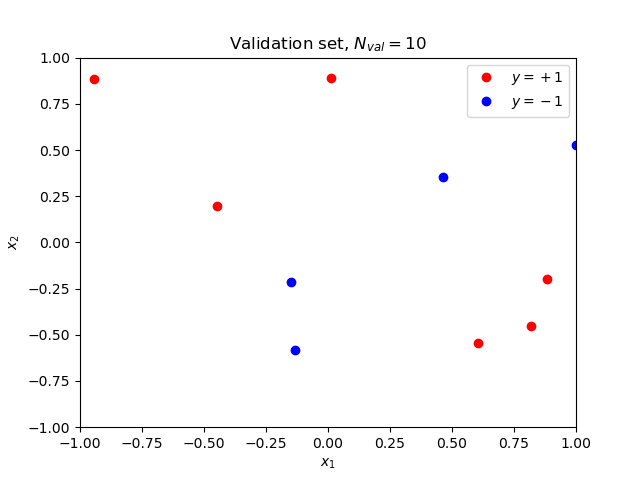 Validation set, $N_{val} = 10$
y = +1
y = −1
1.00
0.75
0.50
0.25
0.00
−0.25
−0.50
−0.75
−1.00
x₂
−1.00 −0.75 −0.50 −0.25 0.00 0.25 0.50 0.75 1.00
x₁